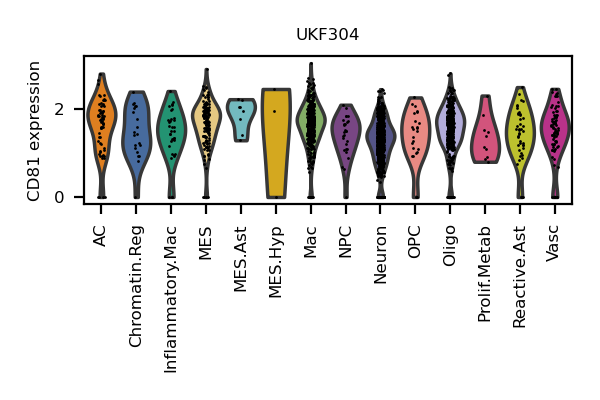 UKF304
CD81 expression
2
0
AC
Chromatin.Reg
Inflammatory.Mac
MES
MES.Ast
MES.Hyp
Mac
NPC
Neuron
OPC
Oligo
Prolif.Metab
Reactive.Ast
Vasc